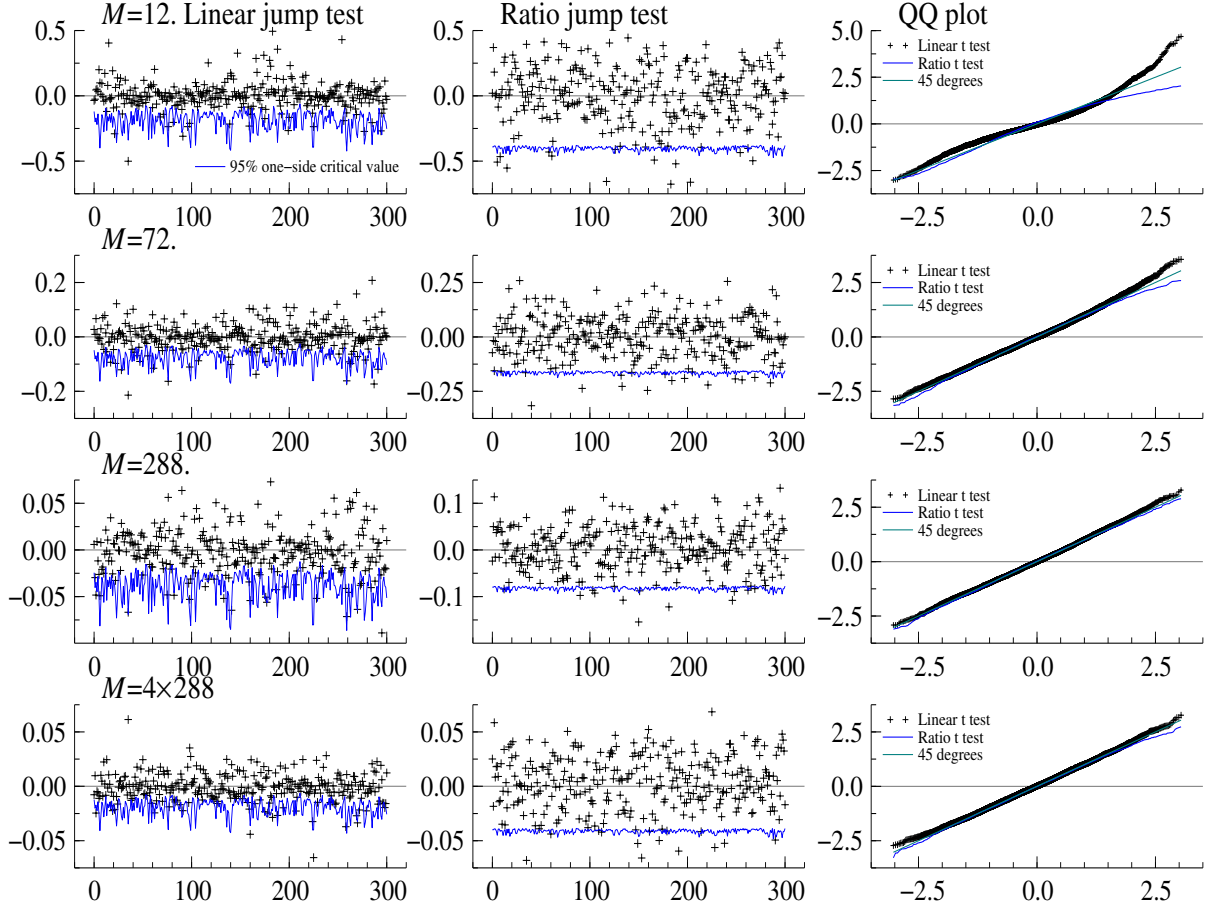 M=12. Linear jump test
Ratio jump test
QQ plot
0.5
0.0
−0.5
95% one-side critical value
0 100 200 300
0.5
0.0
−0.5
0 100 200 300
5.0
2.5
0.0
−2.5
Linear t test
Ratio t test
45 degrees
−2.5 0.0 2.5
M=72.
0.2
0.0
−0.2
0 100 200 300
0.25
0.00
−0.25
0 100 200 300
2.5
0.0
−2.5
Linear t test
Ratio t test
45 degrees
−2.5 0.0 2.5
M=288.
0.05
0.00
−0.05
0 100 200 300
0.1
0.0
−0.1
0 100 200 300
2.5
0.0
−2.5
Linear t test
Ratio t test
45 degrees
−2.5 0.0 2.5
M=4×288
0.05
0.00
−0.05
0 100 200 300
0.05
0.00
−0.05
0 100 200 300
2.5
0.0
−2.5
Linear t test
Ratio t test
45 degrees
−2.5 0.0 2.5